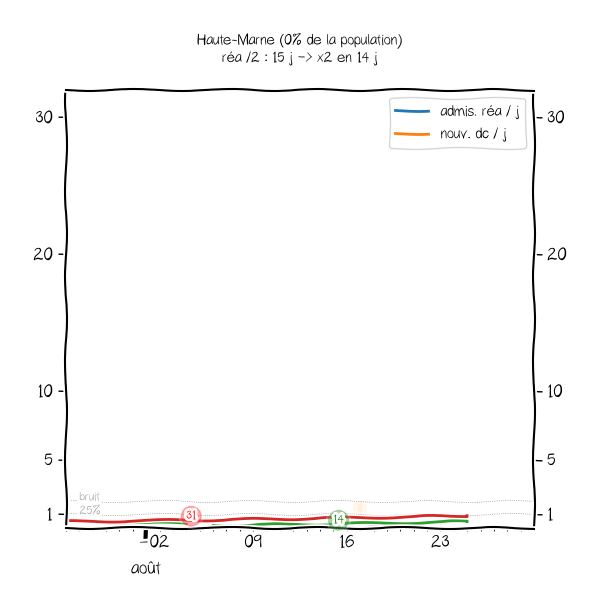 Haute-Marne (0% de la population)
réa /2 : 15 j -> x2 en 14 j
admis. réa / j
nouv. dc / j
30
30
20
20
10
10
5
5
bruit
25%
1
1
31
14
-02
09
16
23
août